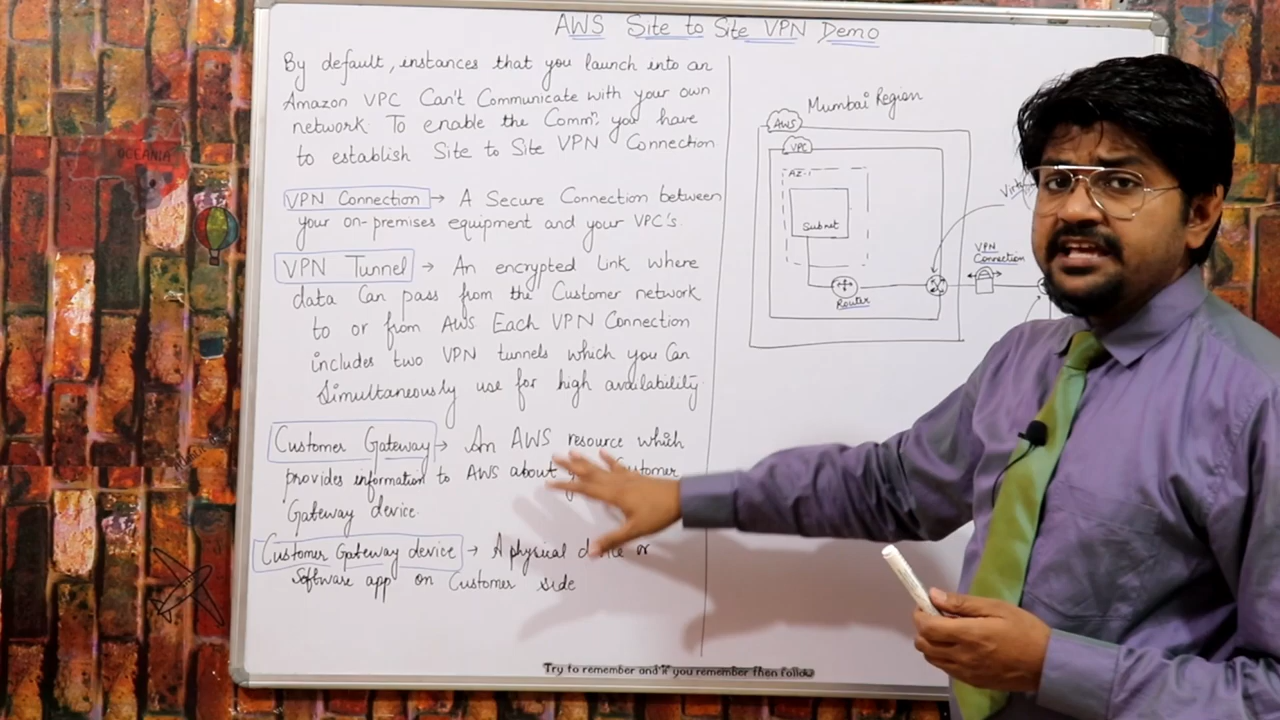 AWS Site to Site VPN Demo
By default, instances that you launch into an
Amazon VPC Can't Communicate with your own
network. To enable the Commn. you have
to establish Site to Site VPN Connection
VPN Connection → A Secure Connection between
your on-premises equipment and your VPC's.
VPN Tunnel → An encrypted link where
data Can pass from the Customer network
to or from AWS Each VPN Connection
includes two VPN tunnels which you Can
Simultaneously use for high availability.
Customer Gateway → An AWS resource which
provides information to AWS about
Gateway device.
Customer Gateway device → A physical or
Software app on Customer side
Mumbai Region
AWS
VPC
AZ-1
Subnet
Router
VPN
Connection
OCEANIA
Try to remember and if you remember then follow